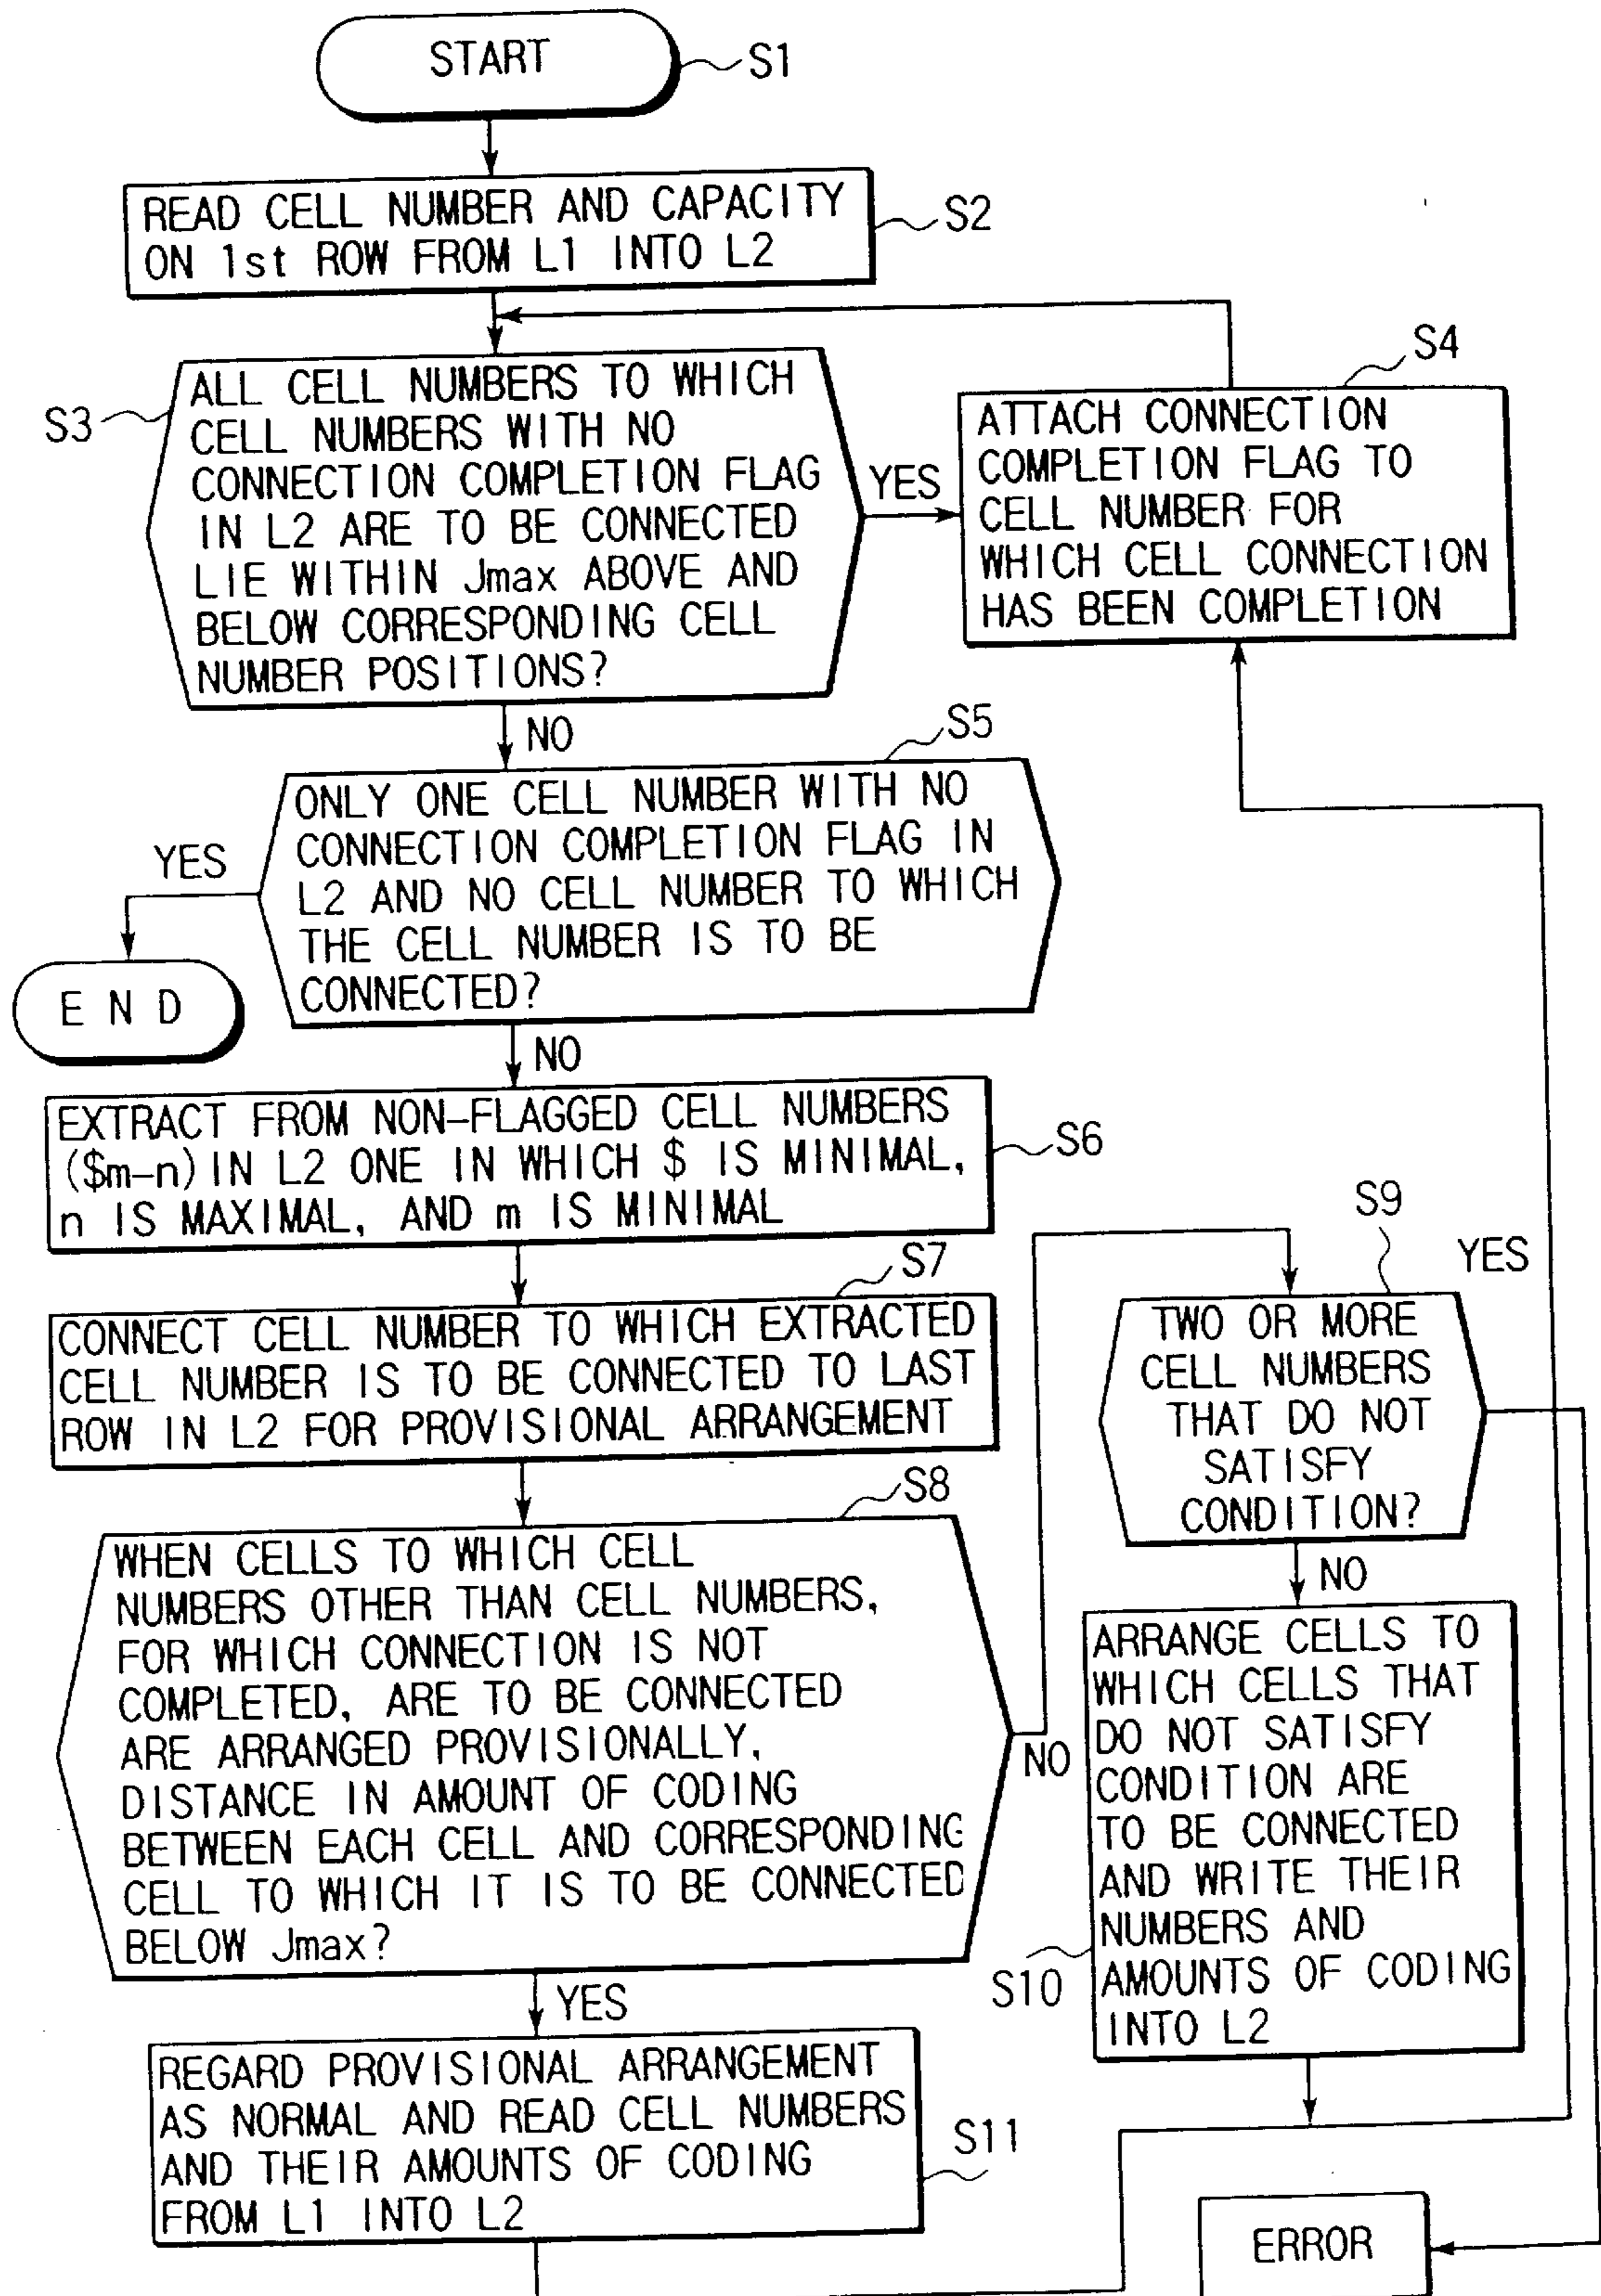 START
S1
READ CELL NUMBER AND CAPACITY
ON 1st ROW FROM L1 INTO L2
S2
S3
ALL CELL NUMBERS TO WHICH
CELL NUMBERS WITH NO
CONNECTION COMPLETION FLAG
IN L2 ARE TO BE CONNECTED
LIE WITHIN Jmax ABOVE AND
BELOW CORRESPONDING CELL
NUMBER POSITIONS?
YES
S4
ATTACH CONNECTION
COMPLETION FLAG TO
CELL NUMBER FOR
WHICH CELL CONNECTION
HAS BEEN COMPLETION
NO
S5
ONLY ONE CELL NUMBER WITH NO
CONNECTION COMPLETION FLAG IN
L2 AND NO CELL NUMBER TO WHICH
THE CELL NUMBER IS TO BE
CONNECTED?
YES
END
NO
EXTRACT FROM NON-FLAGGED CELL NUMBERS
($m-n) IN L2 ONE IN WHICH $ IS MINIMAL,
n IS MAXIMAL, AND m IS MINIMAL
S6
S7
CONNECT CELL NUMBER TO WHICH EXTRACTED
CELL NUMBER IS TO BE CONNECTED TO LAST
ROW IN L2 FOR PROVISIONAL ARRANGEMENT
S8
WHEN CELLS TO WHICH CELL
NUMBERS OTHER THAN CELL NUMBERS,
FOR WHICH CONNECTION IS NOT
COMPLETED, ARE TO BE CONNECTED
ARE ARRANGED PROVISIONALLY,
DISTANCE IN AMOUNT OF CODING
BETWEEN EACH CELL AND CORRESPONDING
CELL TO WHICH IT IS TO BE CONNECTED
BELOW Jmax?
NO
S9
YES
TWO OR MORE
CELL NUMBERS
THAT DO NOT
SATISFY
CONDITION?
NO
ARRANGE CELLS TO
WHICH CELLS THAT
DO NOT SATISFY
CONDITION ARE
TO BE CONNECTED
AND WRITE THEIR
NUMBERS AND
AMOUNTS OF CODING
INTO L2
S10
YES
REGARD PROVISIONAL ARRANGEMENT
AS NORMAL AND READ CELL NUMBERS
AND THEIR AMOUNTS OF CODING
FROM L1 INTO L2
S11
ERROR